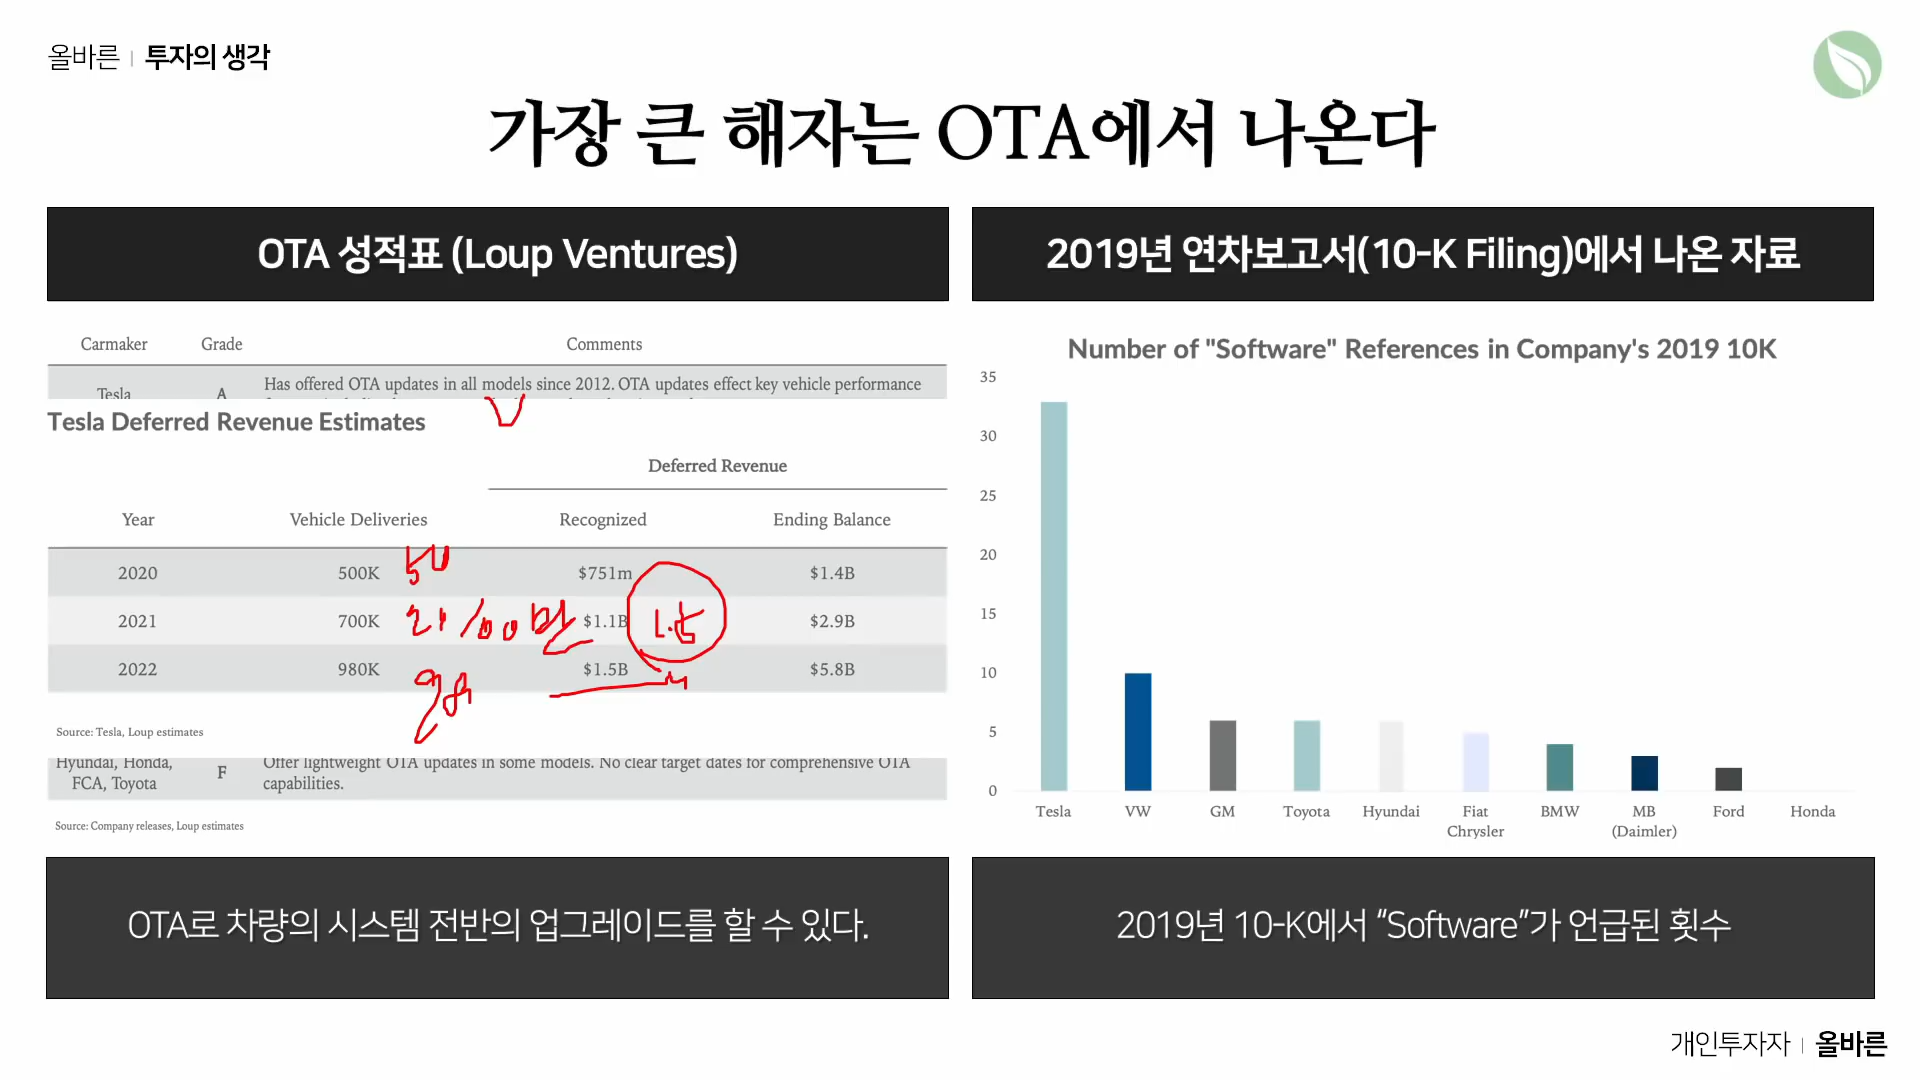 올바른 | 투자의 생각
가장 큰 해자는 OTA에서 나온다
OTA 성적표 (Loup Ventures)
Carmaker Grade Comments
Tesla A Has offered OTA updates in all models since 2012. OTA updates effect key vehicle performance
Tesla Deferred Revenue Estimates
Deferred Revenue
Year Vehicle Deliveries Recognized Ending Balance
2020 500K 50 $751m $1.4B
2021 700K 100만 $1.1B 1.5 $2.9B
2022 980K $1.5B $5.8B
Source: Tesla, Loup estimates
Hyundai, Honda, FCA, Toyota F Offer lightweight OTA updates in some models. No clear target dates for comprehensive OTA
capabilities.
Source: Company releases, Loup estimates
OTA로 차량의 시스템 전반의 업그레이드를 할 수 있다.
2019년 연차보고서(10-K Filing)에서 나온 자료
Number of "Software" References in Company's 2019 10K
35
30
25
20
15
10
5
0
Tesla VW GM Toyota Hyundai Fiat Chrysler BMW MB (Daimler) Ford Honda
2019년 10-K에서 “Software”가 언급된 횟수
개인투자자 | 올바른